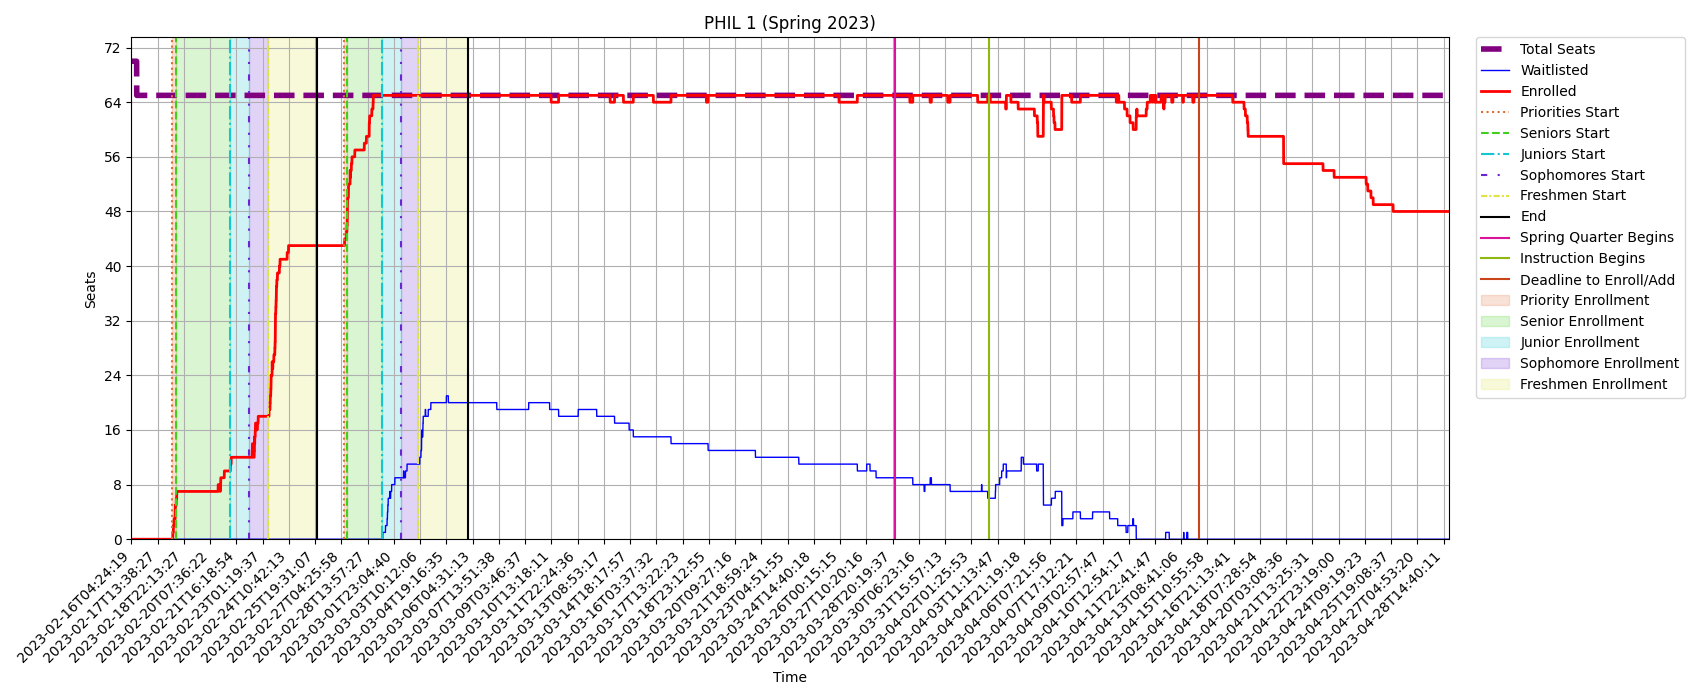 PHIL 1 (Spring 2023)
72
64
56
48
40
32
24
16
8
0
Seats
2023-02-16T04:24:19
2023-02-17T13:38:27
2023-02-18T22:13:27
2023-02-20T07:36:22
2023-02-21T16:18:54
2023-02-23T01:19:37
2023-02-24T10:42:13
2023-02-25T19:31:07
2023-02-27T04:25:58
2023-02-28T13:57:27
2023-03-01T23:04:40
2023-03-03T10:12:06
2023-03-04T19:16:35
2023-03-06T04:31:13
2023-03-07T13:51:38
2023-03-09T03:46:37
2023-03-10T13:18:11
2023-03-11T22:24:36
2023-03-13T08:53:17
2023-03-14T18:17:57
2023-03-16T03:37:32
2023-03-17T13:22:23
2023-03-18T23:12:55
2023-03-20T09:27:16
2023-03-21T18:59:24
2023-03-23T04:51:55
2023-03-24T14:40:18
2023-03-26T00:15:15
2023-03-27T10:20:16
2023-03-28T20:19:37
2023-03-30T06:23:16
2023-03-31T15:57:13
2023-04-02T01:25:53
2023-04-03T11:13:47
2023-04-04T21:19:18
2023-04-06T07:21:56
2023-04-07T17:12:21
2023-04-09T02:57:47
2023-04-10T12:54:17
2023-04-11T22:41:47
2023-04-13T08:41:06
2023-04-15T10:55:58
2023-04-16T21:13:41
2023-04-18T07:28:54
2023-04-20T03:08:36
2023-04-21T13:25:31
2023-04-22T23:19:00
2023-04-24T09:19:23
2023-04-25T19:08:37
2023-04-27T04:53:20
2023-04-28T14:40:11
Time
Total Seats
Waitlisted
Enrolled
Priorities Start
Seniors Start
Juniors Start
Sophomores Start
Freshmen Start
End
Spring Quarter Begins
Instruction Begins
Deadline to Enroll/Add
Priority Enrollment
Senior Enrollment
Junior Enrollment
Sophomore Enrollment
Freshmen Enrollment